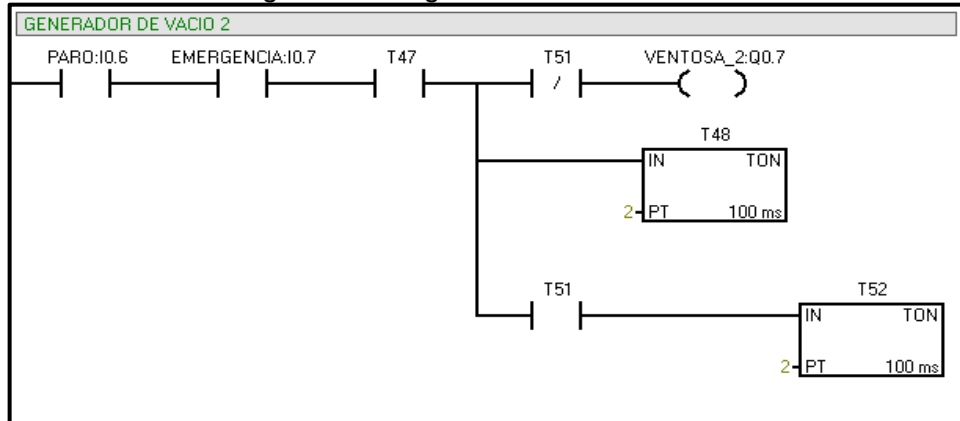 GENERADOR DE VACIO 2
PARO:I0.6 EMERGENCIA:I0.7 T47 T51 VENTOSA_2:Q0.7
/
T48
IN TON
2 PT 100 ms
T51 T52
IN TON
2 PT 100 ms